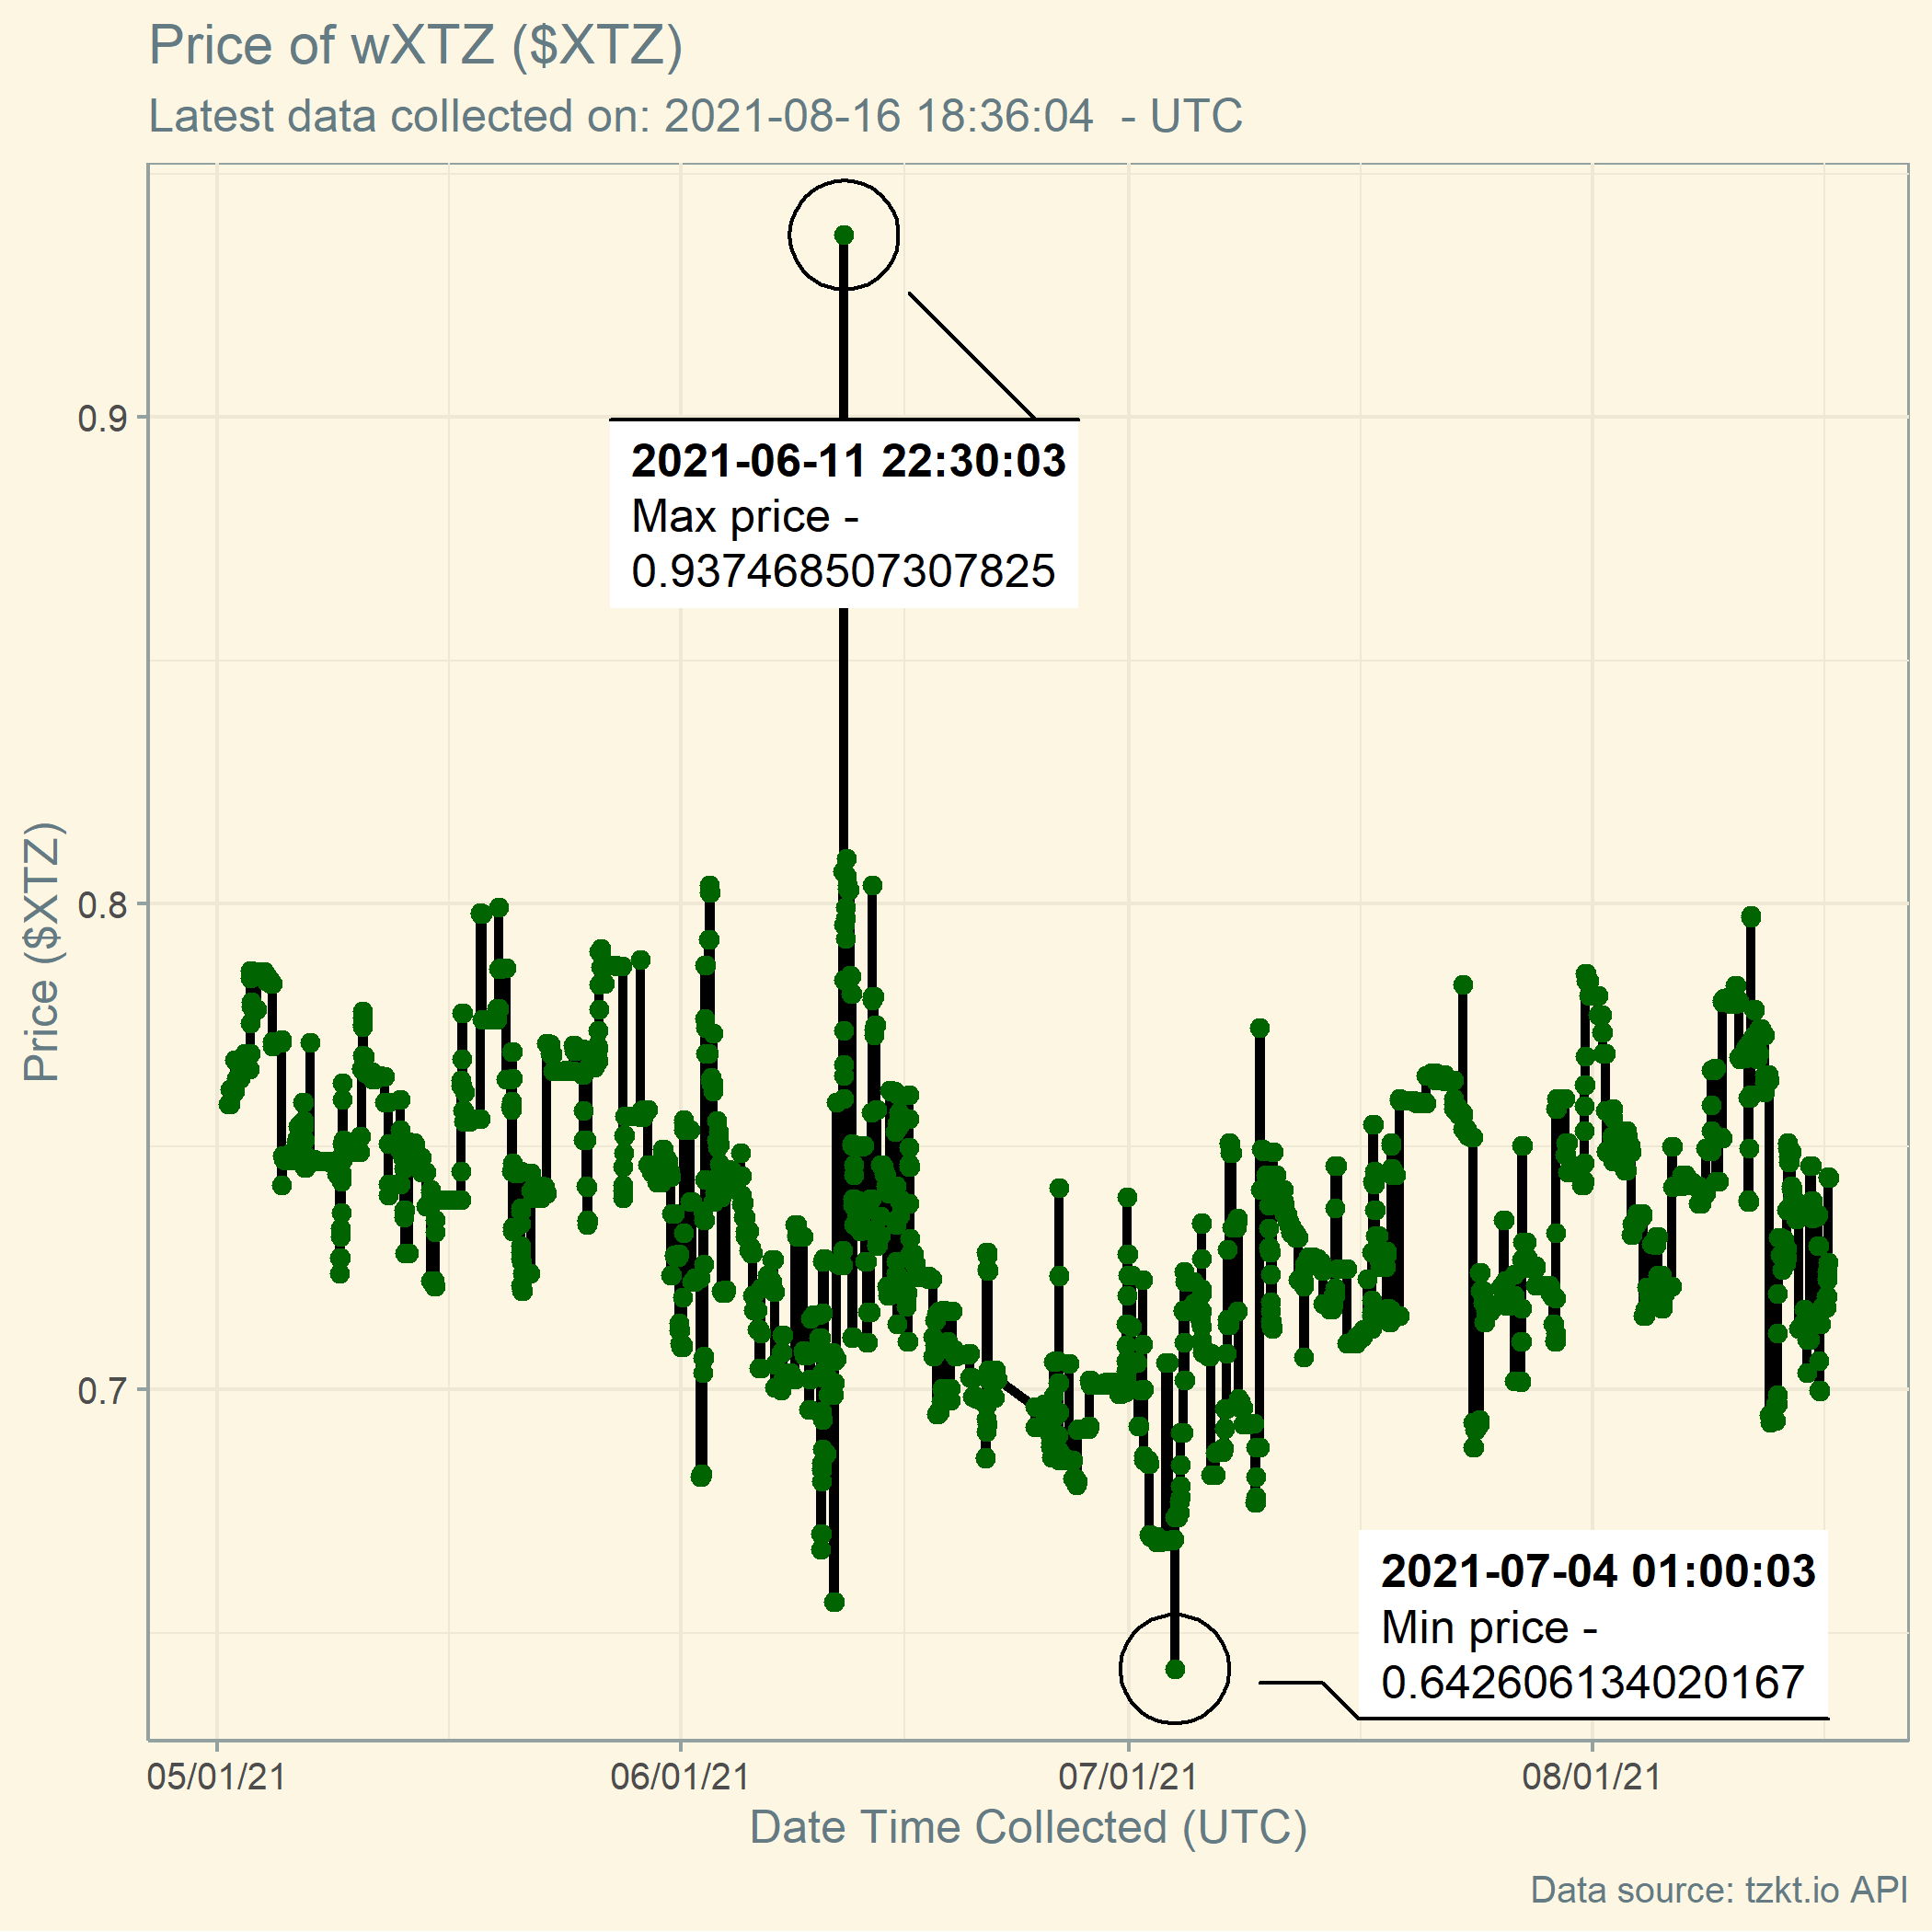 Price of wXTZ ($XTZ)
Latest data collected on: 2021-08-16 18:36:04  - UTC
2021-06-11 22:30:03
Max price -
0.937468507307825
0.9
0.8
0.7
Price ($XTZ)
2021-07-04 01:00:03
Min price -
0.642606134020167
05/01/21
06/01/21
07/01/21
08/01/21
Date Time Collected (UTC)
Data source: tzkt.io API